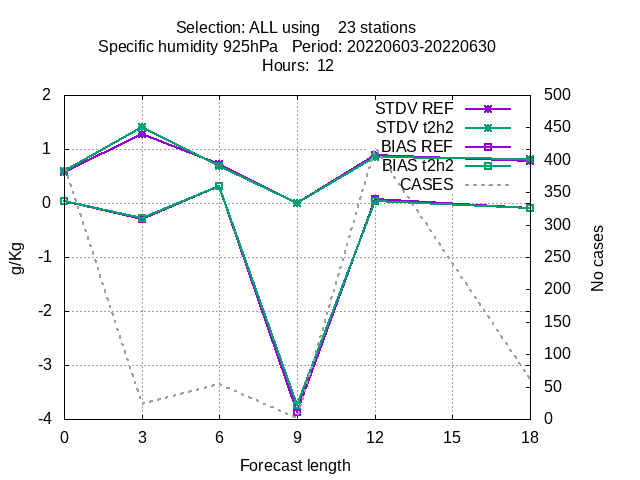 Selection: ALL using    23 stations
Specific humidity 925hPa   Period: 20220603-20220630
Hours: 12
2
1
0
-1
-2
-3
-4
500
450
400
350
300
250
200
150
100
50
0
STDV REF
STDV t2h2
BIAS REF
BIAS t2h2
CASES
g/Kg
No cases
0 3 6 9 12 15 18
Forecast length